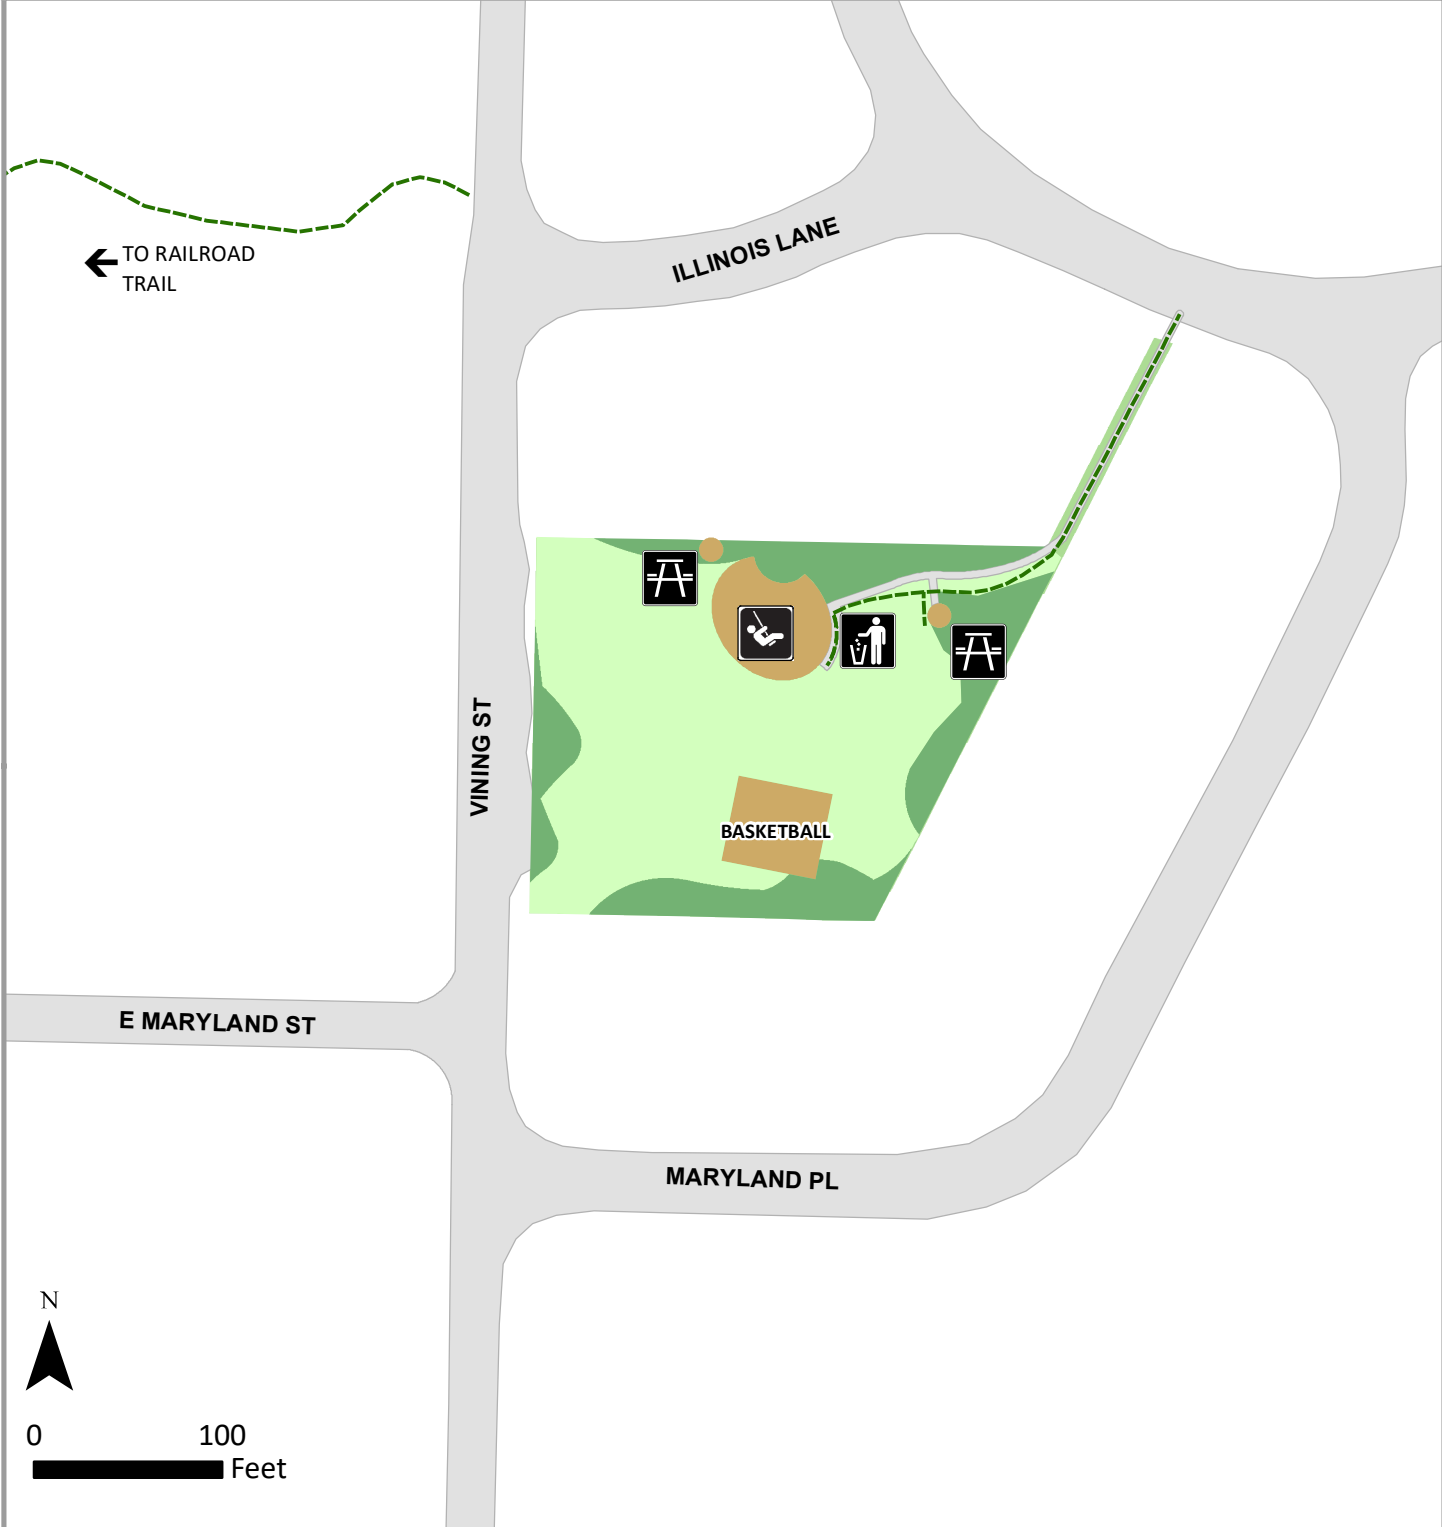 TO RAILROAD
TRAIL
ILLINOIS LANE
VINING ST
BASKETBALL
E MARYLAND ST
MARYLAND PL
N
0 100
Feet